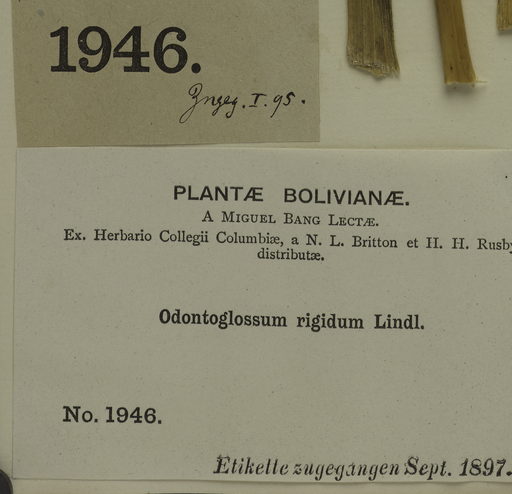 1946.
Zngeg. I. 95.
PLANTÆ BOLIVIANÆ.
A MIGUEL BANG LECTÆ.
Ex. Herbario Collegii Columbiæ, a N. L. Britton et H. H. Rusby
distributæ.
Odontoglossum rigidum Lindl.
No. 1946.
Etikette zugegangen Sept. 1897.